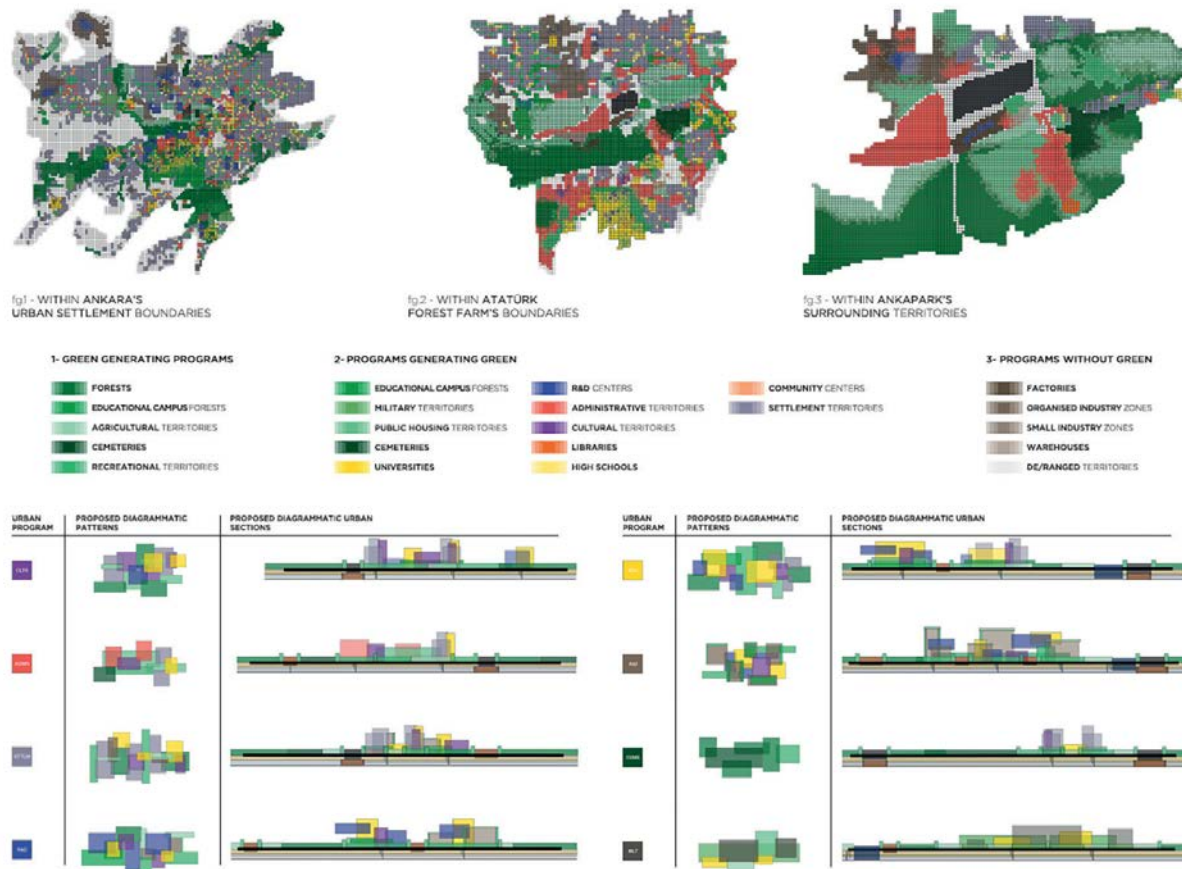 fg1 - WITHIN ANKARA'S
URBAN SETTLEMENT BOUNDARIES
fg.2 - WITHIN ATATÜRK
FOREST FARM'S BOUNDARIES
fg.3 - WITHIN ANKAPARK'S
SURROUNDING TERRITORIES
1- GREEN GENERATING PROGRAMS
FORESTS
EDUCATIONAL CAMPUS FORESTS
AGRICULTURAL TERRITORIES
CEMETERIES
RECREATIONAL TERRITORIES
2- PROGRAMS GENERATING GREEN
EDUCATIONAL CAMPUS FORESTS
MILITARY TERRITORIES
PUBLIC HOUSING TERRITORIES
CEMETERIES
UNIVERSITIES
R&D CENTERS
ADMINISTRATIVE TERRITORIES
CULTURAL TERRITORIES
LIBRARIES
HIGH SCHOOLS
COMMUNITY CENTERS
SETTLEMENT TERRITORIES
3- PROGRAMS WITHOUT GREEN
FACTORIES
ORGANISED INDUSTRY ZONES
SMALL INDUSTRY ZONES
WAREHOUSES
DE/RANGED TERRITORIES
URBAN
PROGRAM
PROPOSED DIAGRAMMATIC
PATTERNS
PROPOSED DIAGRAMMATIC URBAN
SECTIONS
URBAN
PROGRAM
PROPOSED DIAGRAMMATIC
PATTERNS
PROPOSED DIAGRAMMATIC URBAN
SECTIONS